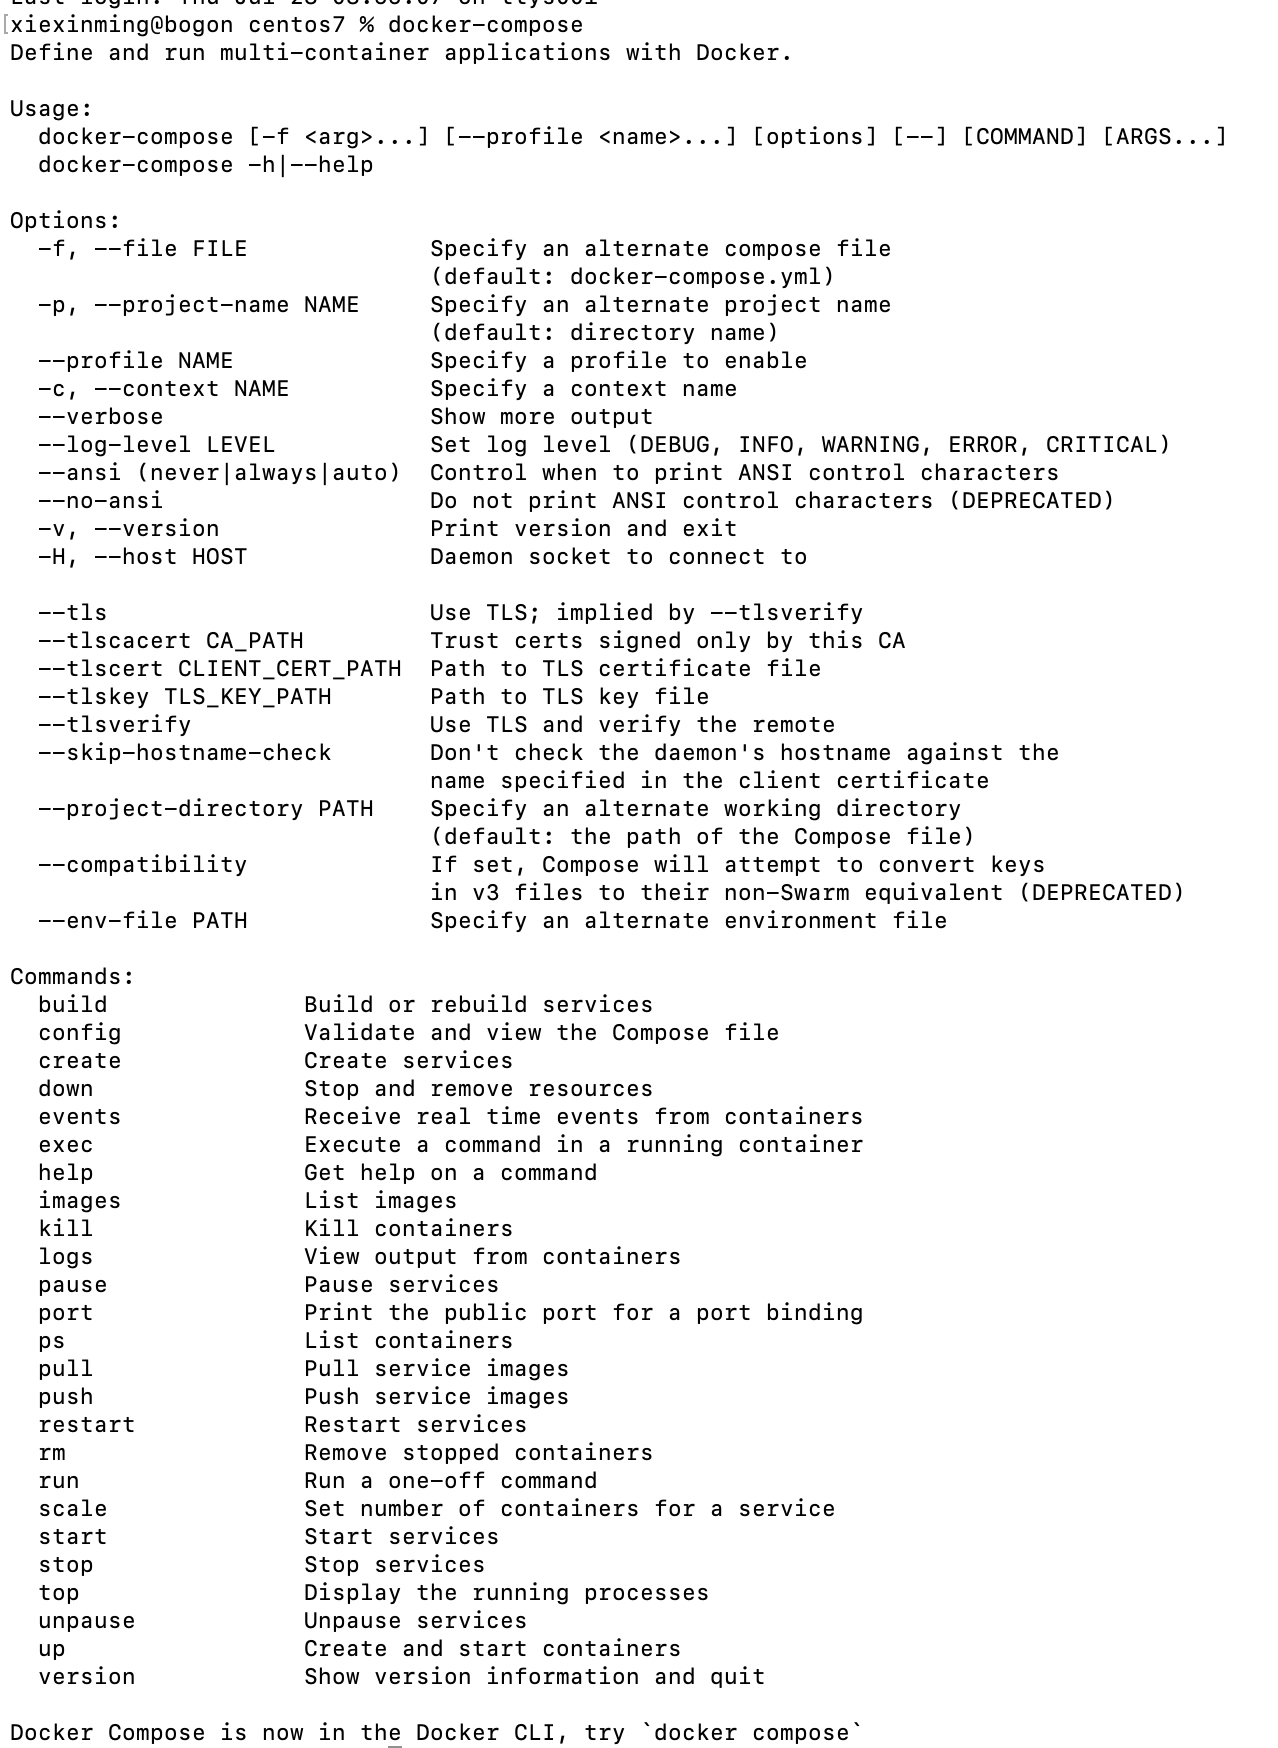 xiexinming@bogon centos7 % docker-compose
Define and run multi-container applications with Docker.

Usage:
  docker-compose [-f <arg>...] [--profile <name>...] [options] [--] [COMMAND] [ARGS...]
  docker-compose -h|--help

Options:
  -f, --file FILE             Specify an alternate compose file
                              (default: docker-compose.yml)
  -p, --project-name NAME     Specify an alternate project name
                              (default: directory name)
  --profile NAME              Specify a profile to enable
  -c, --context NAME          Specify a context name
  --verbose                   Show more output
  --log-level LEVEL           Set log level (DEBUG, INFO, WARNING, ERROR, CRITICAL)
  --ansi (never|always|auto)  Control when to print ANSI control characters
  --no-ansi                   Do not print ANSI control characters (DEPRECATED)
  -v, --version               Print version and exit
  -H, --host HOST             Daemon socket to connect to

  --tls                       Use TLS; implied by --tlsverify
  --tlscacert CA_PATH         Trust certs signed only by this CA
  --tlscert CLIENT_CERT_PATH  Path to TLS certificate file
  --tlskey TLS_KEY_PATH       Path to TLS key file
  --tlsverify                 Use TLS and verify the remote
  --skip-hostname-check       Don't check the daemon's hostname against the
                              name specified in the client certificate
  --project-directory PATH    Specify an alternate working directory
                              (default: the path of the Compose file)
  --compatibility             If set, Compose will attempt to convert keys
                              in v3 files to their non-Swarm equivalent (DEPRECATED)
  --env-file PATH             Specify an alternate environment file

Commands:
  build              Build or rebuild services
  config             Validate and view the Compose file
  create             Create services
  down               Stop and remove resources
  events             Receive real time events from containers
  exec               Execute a command in a running container
  help               Get help on a command
  images             List images
  kill               Kill containers
  logs               View output from containers
  pause              Pause services
  port               Print the public port for a port binding
  ps                 List containers
  pull               Pull service images
  push               Push service images
  restart            Restart services
  rm                 Remove stopped containers
  run                Run a one-off command
  scale              Set number of containers for a service
  start              Start services
  stop               Stop services
  top                Display the running processes
  unpause            Unpause services
  up                 Create and start containers
  version            Show version information and quit

Docker Compose is now in the Docker CLI, try `docker compose`